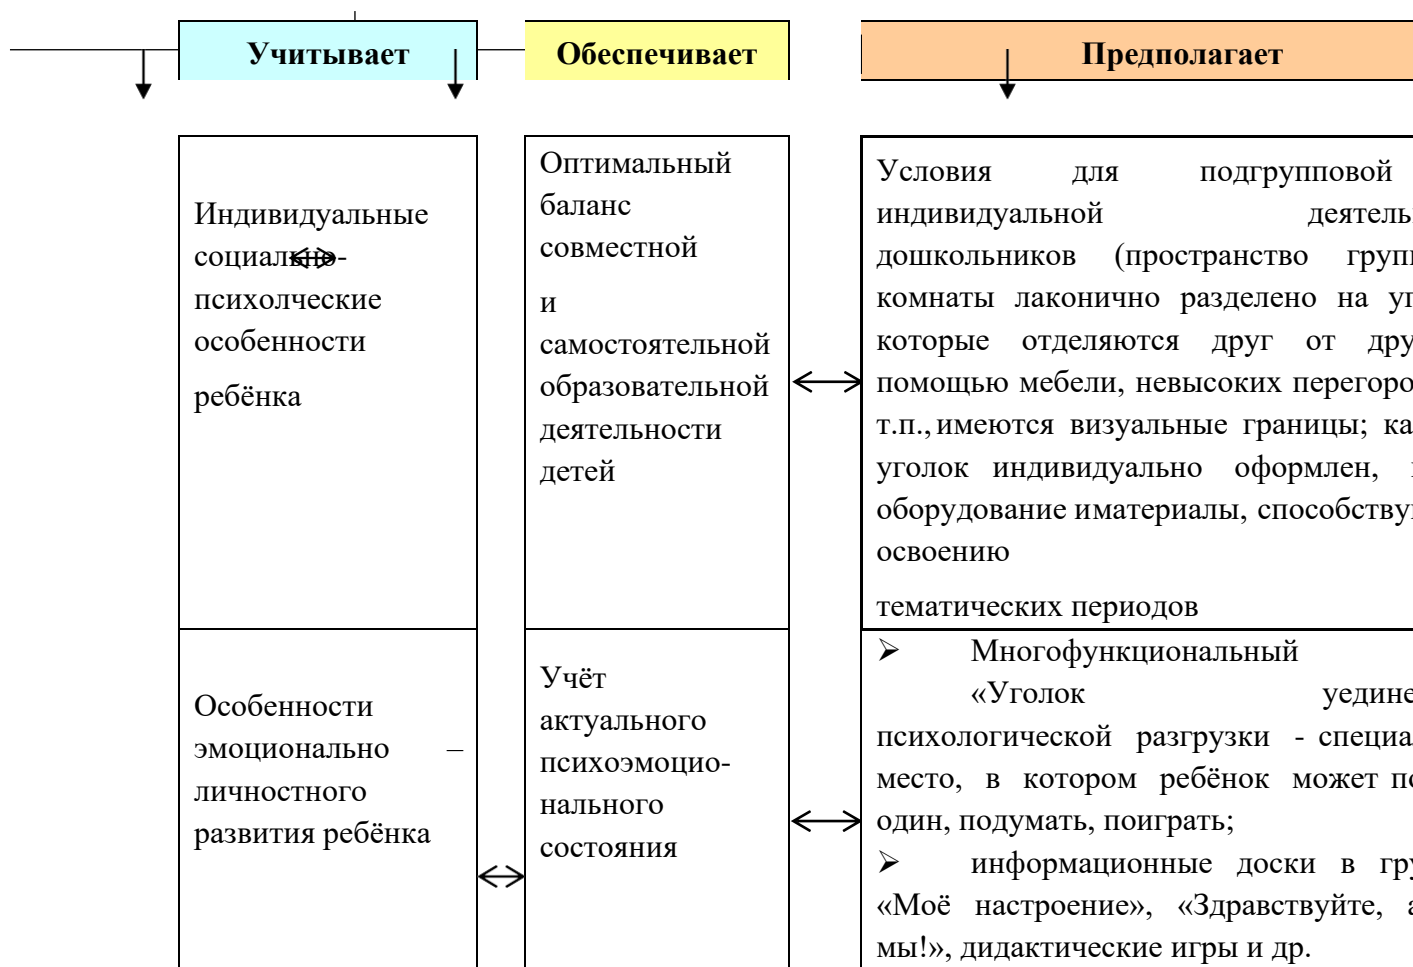 Учитывает
Обеспечивает
Предполагает
Индивидуальные
социально-
психолческие
особенности
ребёнка
Оптимальный
баланс
совместной
и
самостоятельной
образовательной
деятельности
детей
Условия для подгрупповой
индивидуальной деятель
дошкольников (пространство груп
комнаты лаконично разделено на у
которые отделяются друг от дру
помощью мебели, невысоких перегоро
т.п., имеются визуальные границы; ка
уголок индивидуально оформлен,
оборудование иматериалы, способству
освоению
тематических периодов
Особенности
эмоционально –
личностного
развития ребёнка
Учёт
актуального
психоэмоцио-
нального
состояния
➢ Многофункциональный
«Уголок уедине
психологической разгрузки - специа
место, в котором ребёнок может по
один, подумать, поиграть;
➢ информационные доски в гру
«Моё настроение», «Здравствуйте, а
мы!», дидактические игры и др.